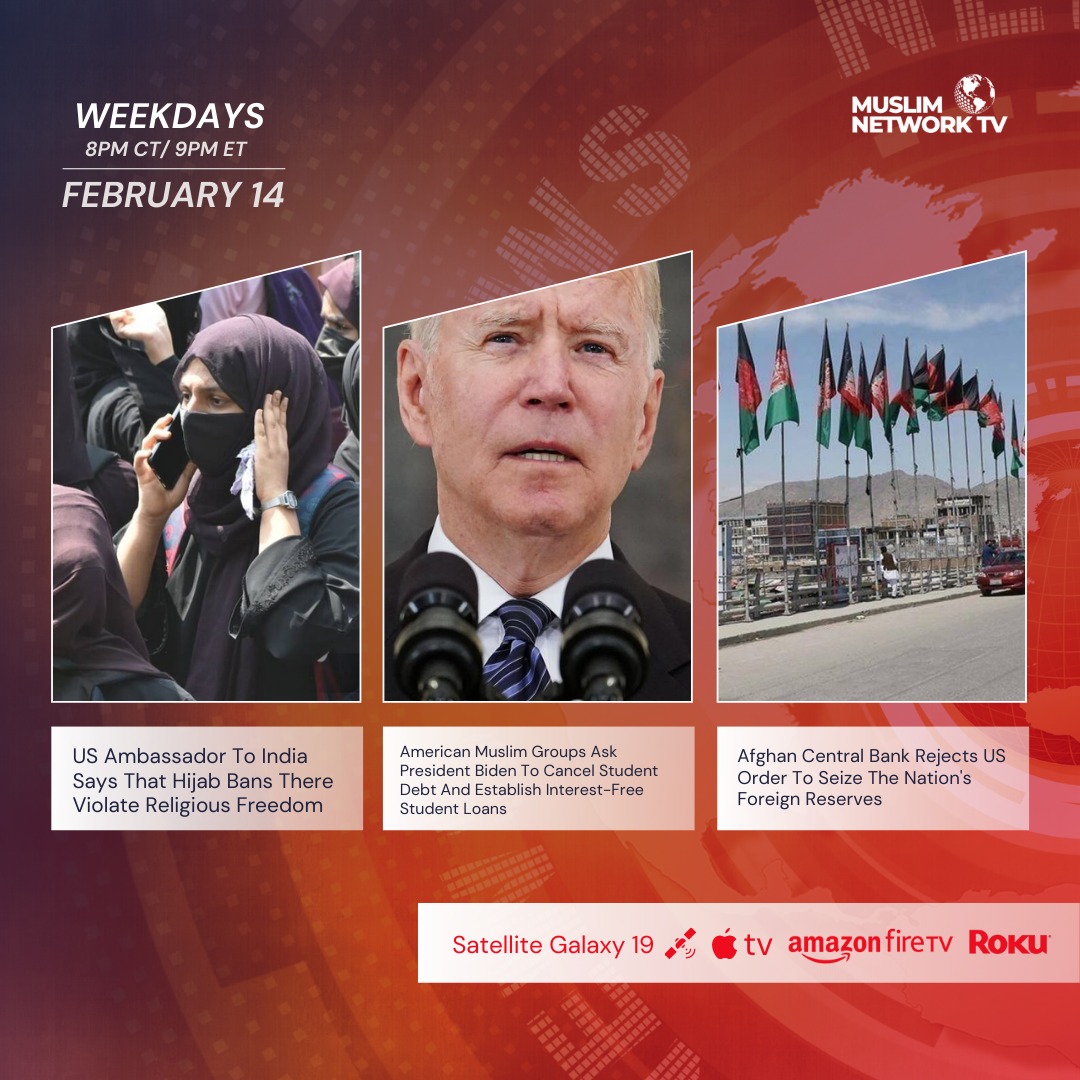 WEEKDAYS
8PM CT/ 9PM ET
FEBRUARY 14
MUSLIM
NETWORK TV
NEWS
US Ambassador To India
Says That Hijab Bans There
Violate Religious Freedom
American Muslim Groups Ask
President Biden To Cancel Student
Debt And Establish Interest-Free
Student Loans
Afghan Central Bank Rejects US
Order To Seize The Nation's
Foreign Reserves
Satellite Galaxy 19 tv amazon fireTV ROKU